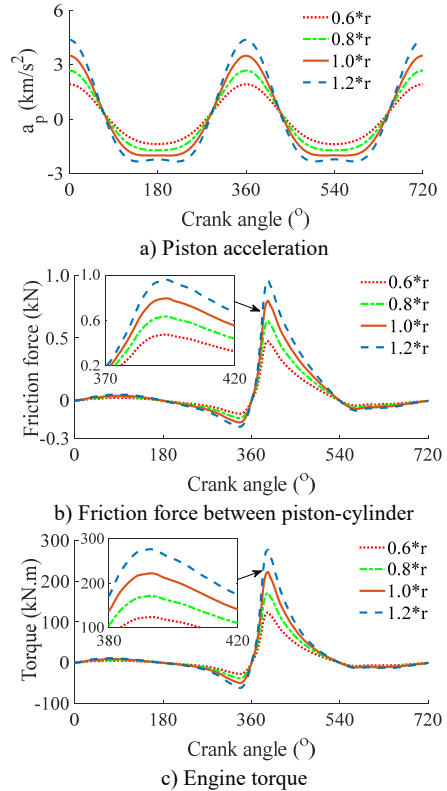 6
3
0
-3
a_p (km/s²)
0.6*r
0.8*r
1.0*r
1.2*r
0 180 360 540 720
Crank angle (°)
a) Piston acceleration
1.0
0.5
0
-0.3
Friction force (kN)
1.0
0.6
0.2
370 420
0.6*r
0.8*r
1.0*r
1.2*r
0 180 360 540 720
Crank angle (°)
b) Friction force between piston-cylinder
300
200
100
0
-100
Torque (kN.m)
300
200
100
380 420
0.6*r
0.8*r
1.0*r
1.2*r
0 180 360 540 720
Crank angle (°)
c) Engine torque